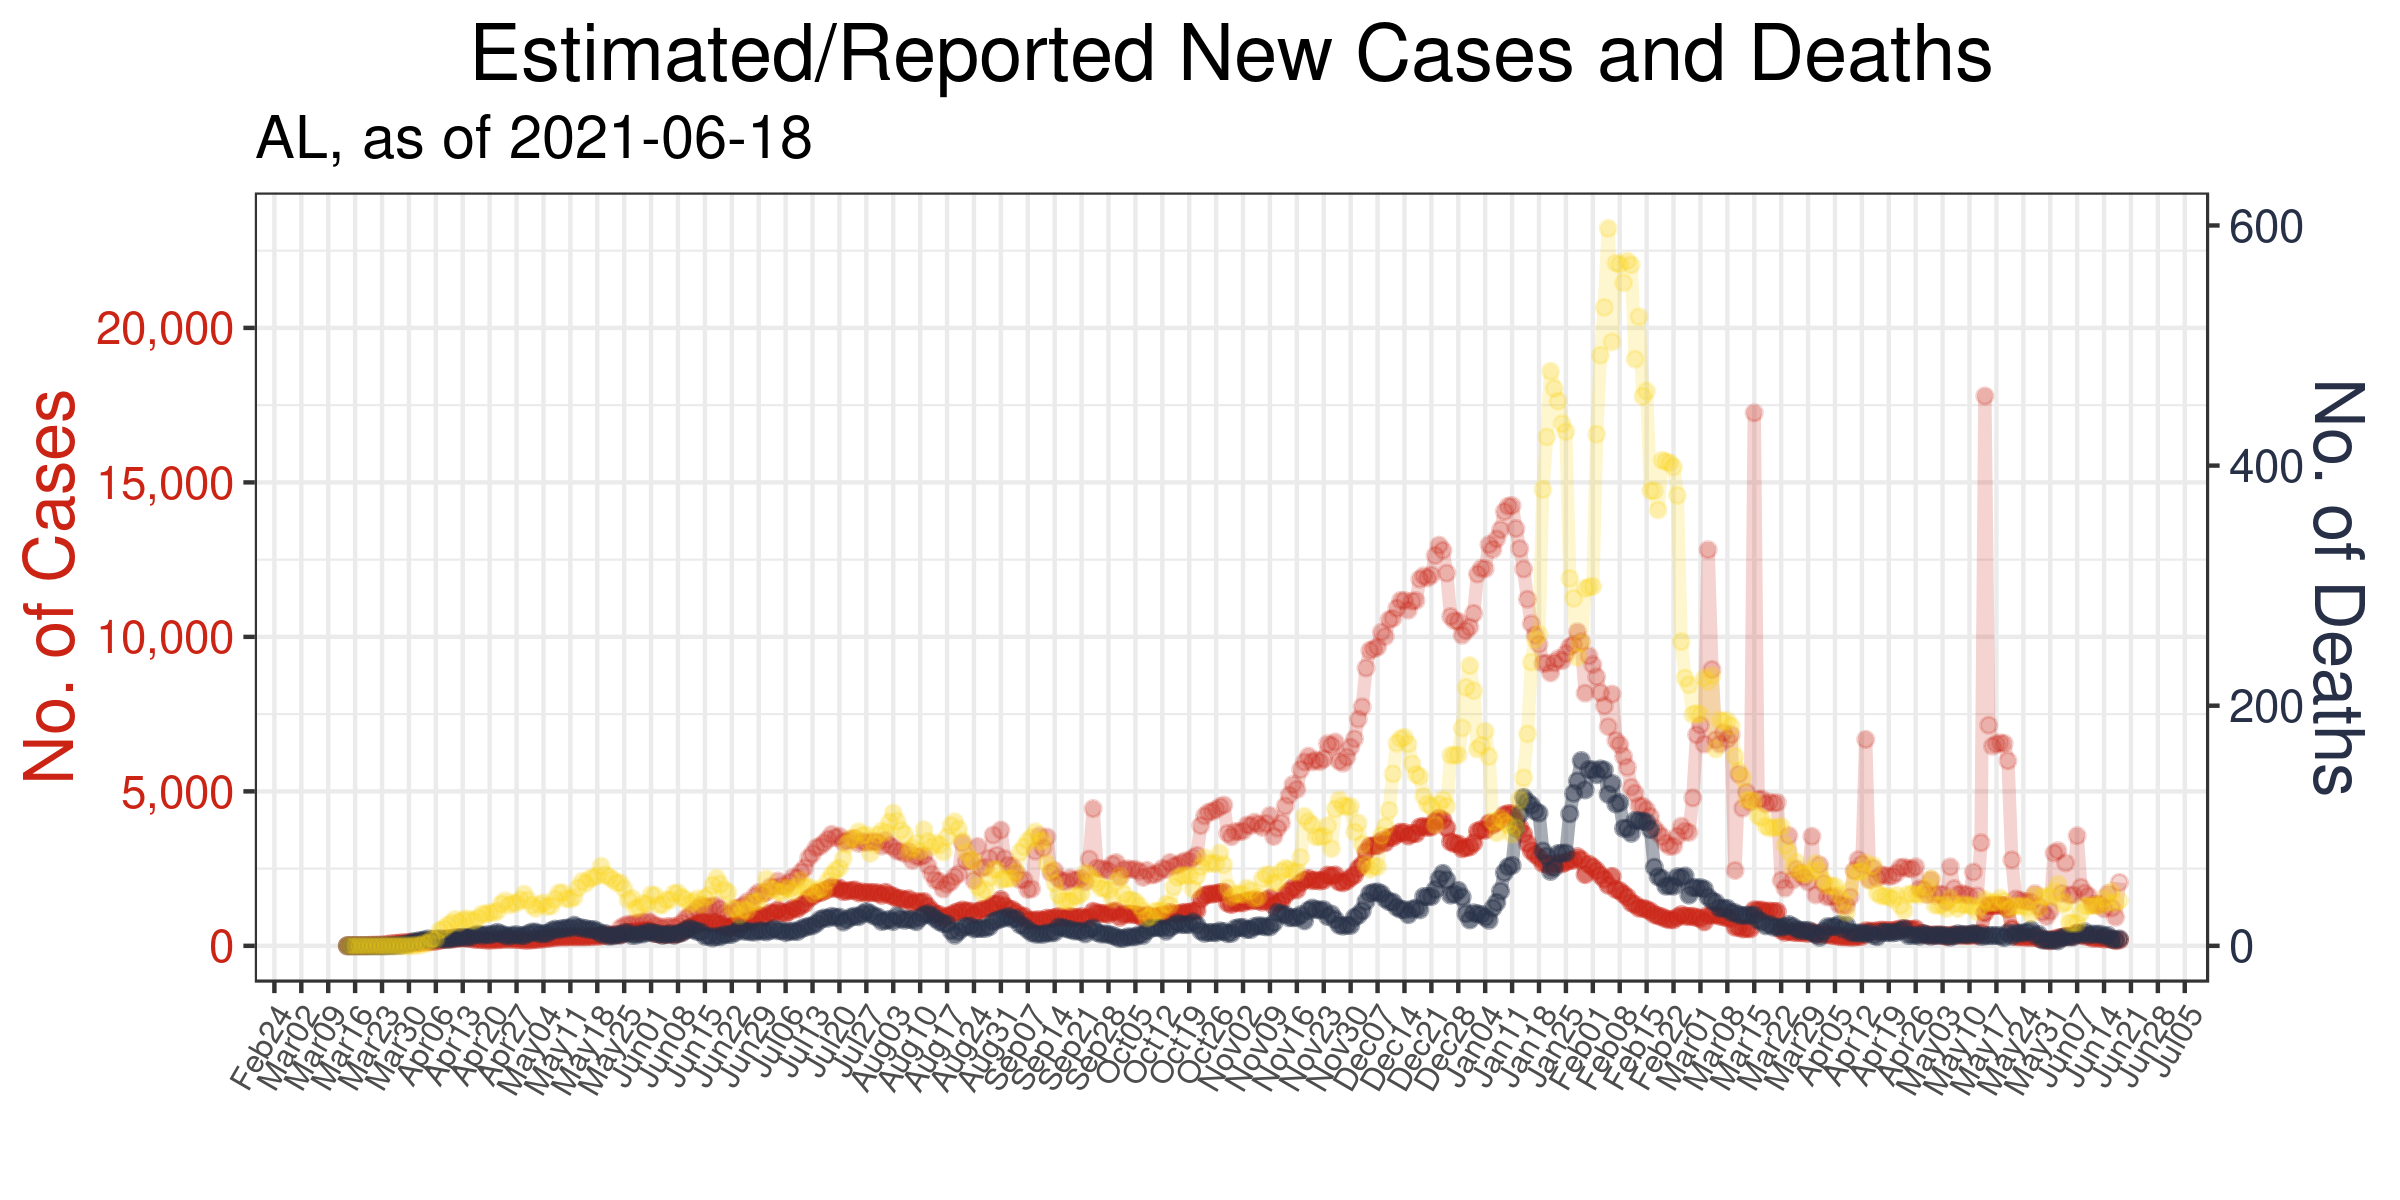 Estimated/Reported New Cases and Deaths
AL, as of 2021-06-18
No. of Cases
20,000
15,000
10,000
5,000
0
600
400
200
0
No. of Deaths
Feb24
Mar02
Mar09
Mar16
Mar23
Mar30
Apr06
Apr13
Apr20
Apr27
May04
May11
May18
May25
Jun01
Jun08
Jun15
Jun22
Jun29
Jul06
Jul13
Jul20
Jul27
Aug03
Aug10
Aug17
Aug24
Aug31
Sep07
Sep14
Sep21
Sep28
Oct05
Oct12
Oct19
Oct26
Nov02
Nov09
Nov16
Nov23
Nov30
Dec07
Dec14
Dec21
Dec28
Jan04
Jan11
Jan18
Jan25
Feb01
Feb08
Feb15
Feb22
Mar01
Mar08
Mar15
Mar22
Mar29
Apr05
Apr12
Apr19
Apr26
May03
May10
May17
May24
May31
Jun07
Jun14
Jun21
Jun28
Jul05